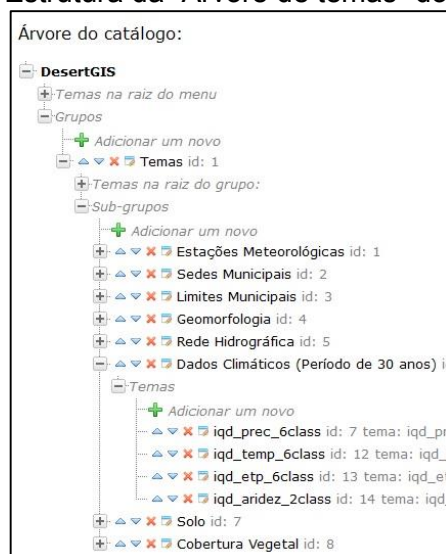 Estrutura da "Árvore de temas" do
Árvore do catálogo:
DesertGIS
Temas na raiz do menu
Grupos
Adicionar um novo
Temas id: 1
Temas na raiz do grupo:
Sub-grupos
Adicionar um novo
Estações Meteorológicas id: 1
Sedes Municipais id: 2
Limites Municipais id: 3
Geomorfologia id: 4
Rede Hidrográfica id: 5
Dados Climáticos (Período de 30 anos)
Temas
Adicionar um novo
iqd_prec_6class id: 7 tema:
iqd_temp_6class id: 12 tema:
iqd_etp_6class id: 13 tema:
iqd_aridez_2class id: 14 tema:
Solo id: 7
Cobertura Vegetal id: 8